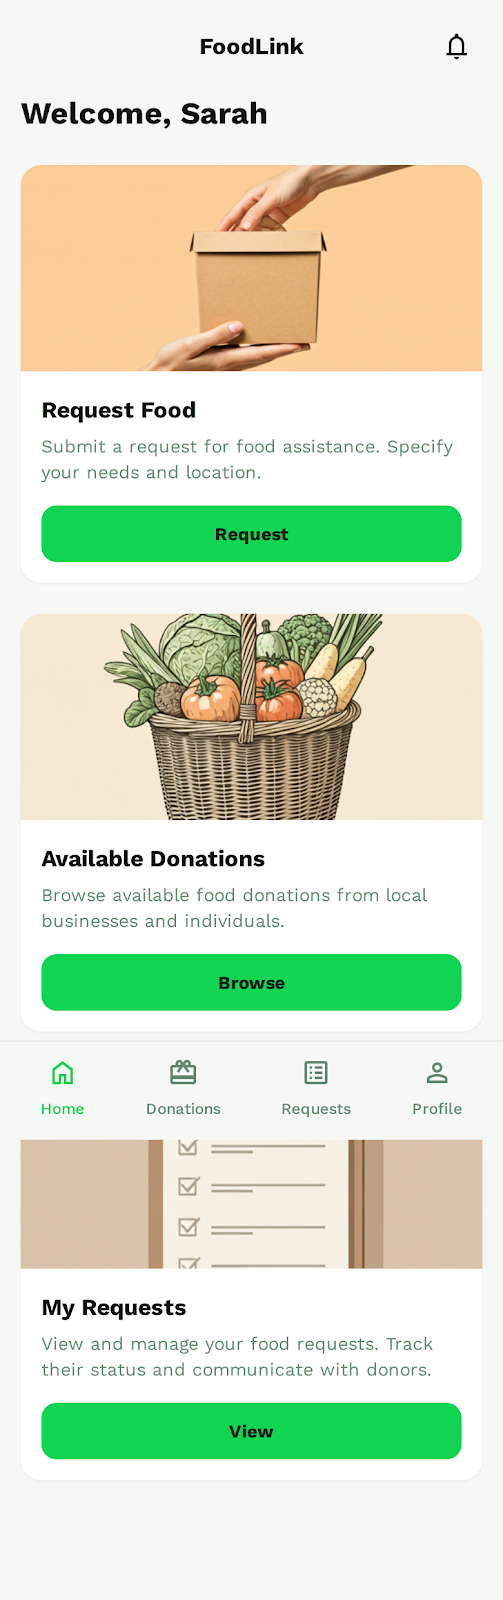 FoodLink
Welcome, Sarah
Request Food
Submit a request for food assistance. Specify
your needs and location.
Request
Available Donations
Browse available food donations from local
businesses and individuals.
Browse
Home
Donations
Requests
Profile
My Requests
View and manage your food requests. Track
their status and communicate with donors.
View